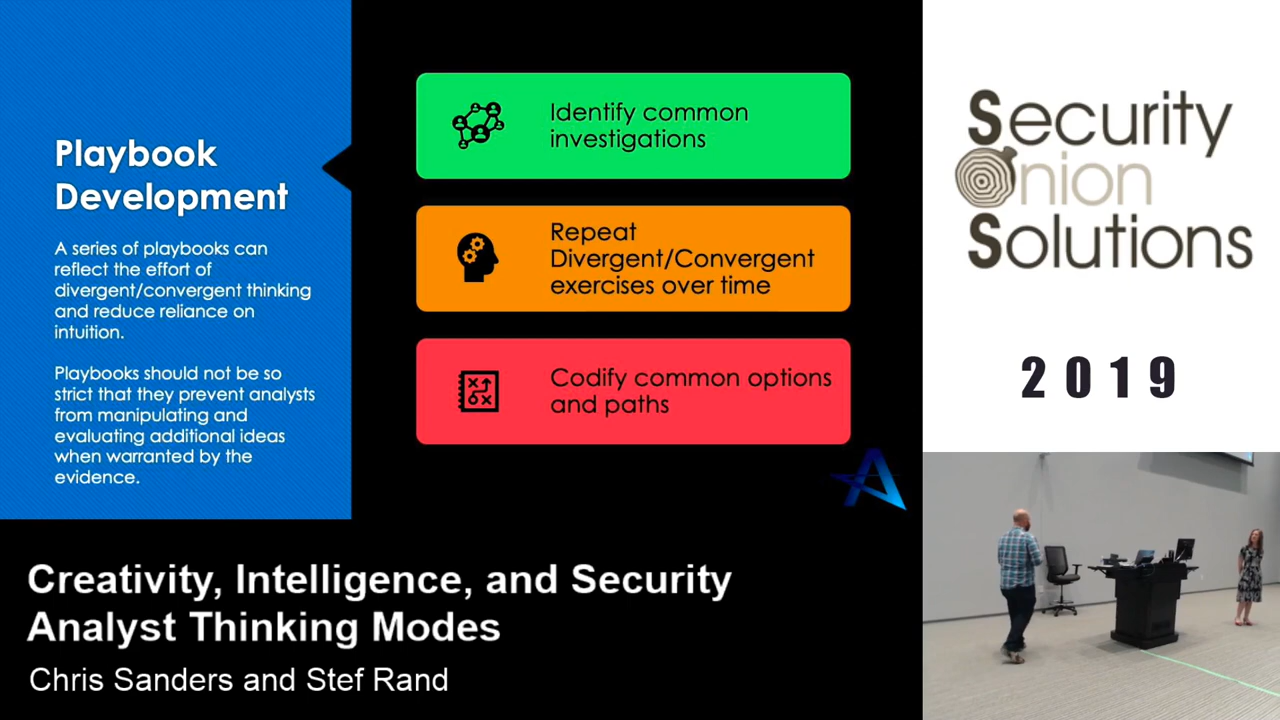 Playbook
Development
A series of playbooks can
reflect the effort of
divergent/convergent thinking
and reduce reliance on
intuition.
Playbooks should not be so
strict that they prevent analysts
from manipulating and
evaluating additional ideas
when warranted by the
evidence.
Identify common
investigations
Repeat
Divergent/Convergent
exercises over time
Codify common options
and paths
Security
Onion
Solutions
2019
Creativity, Intelligence, and Security
Analyst Thinking Modes
Chris Sanders and Stef Rand